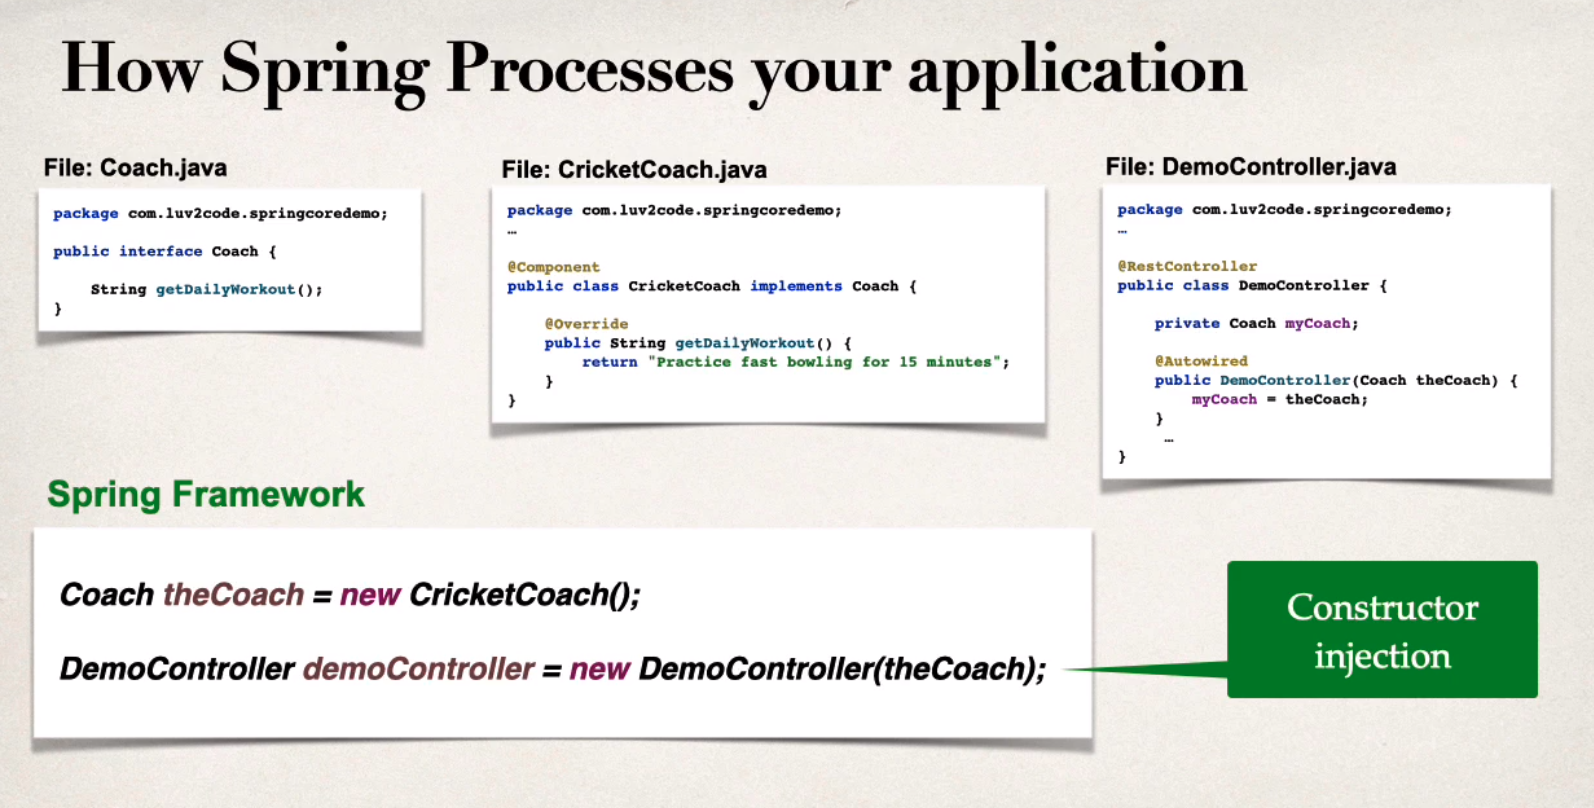 How Spring Processes your application
File: Coach.java
package com.luv2code.springcoredemo;
public interface Coach {
String getDailyWorkout();
}
File: CricketCoach.java
package com.luv2code.springcoredemo;
…
@Component
public class CricketCoach implements Coach {
@Override
public String getDailyWorkout() {
return "Practice fast bowling for 15 minutes";
}
}
File: DemoController.java
package com.luv2code.springcoredemo;
…
@RestController
public class DemoController {
private Coach myCoach;
@Autowired
public DemoController(Coach theCoach) {
myCoach = theCoach;
}
…
}
Spring Framework
Coach theCoach = new CricketCoach();
DemoController demoController = new DemoController(theCoach);
Constructor
injection